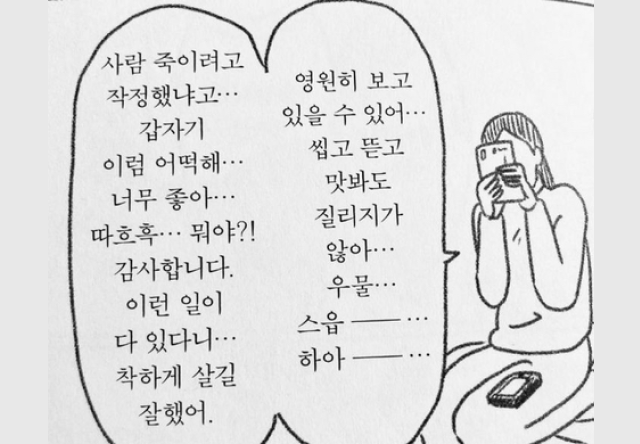 사람 죽이려고
작정했냐고…
갑자기
이럼 어떡해…
너무 좋아…
따흐흑… 뭐야?!
감사합니다.
이런 일이
다 있다니…
착하게 살길
잘했어.
영원히 보고
있을 수 있어…
씹고 뜯고
맛봐도
질리지가
않아…
우물…
스읍 ――…
하아 ――…